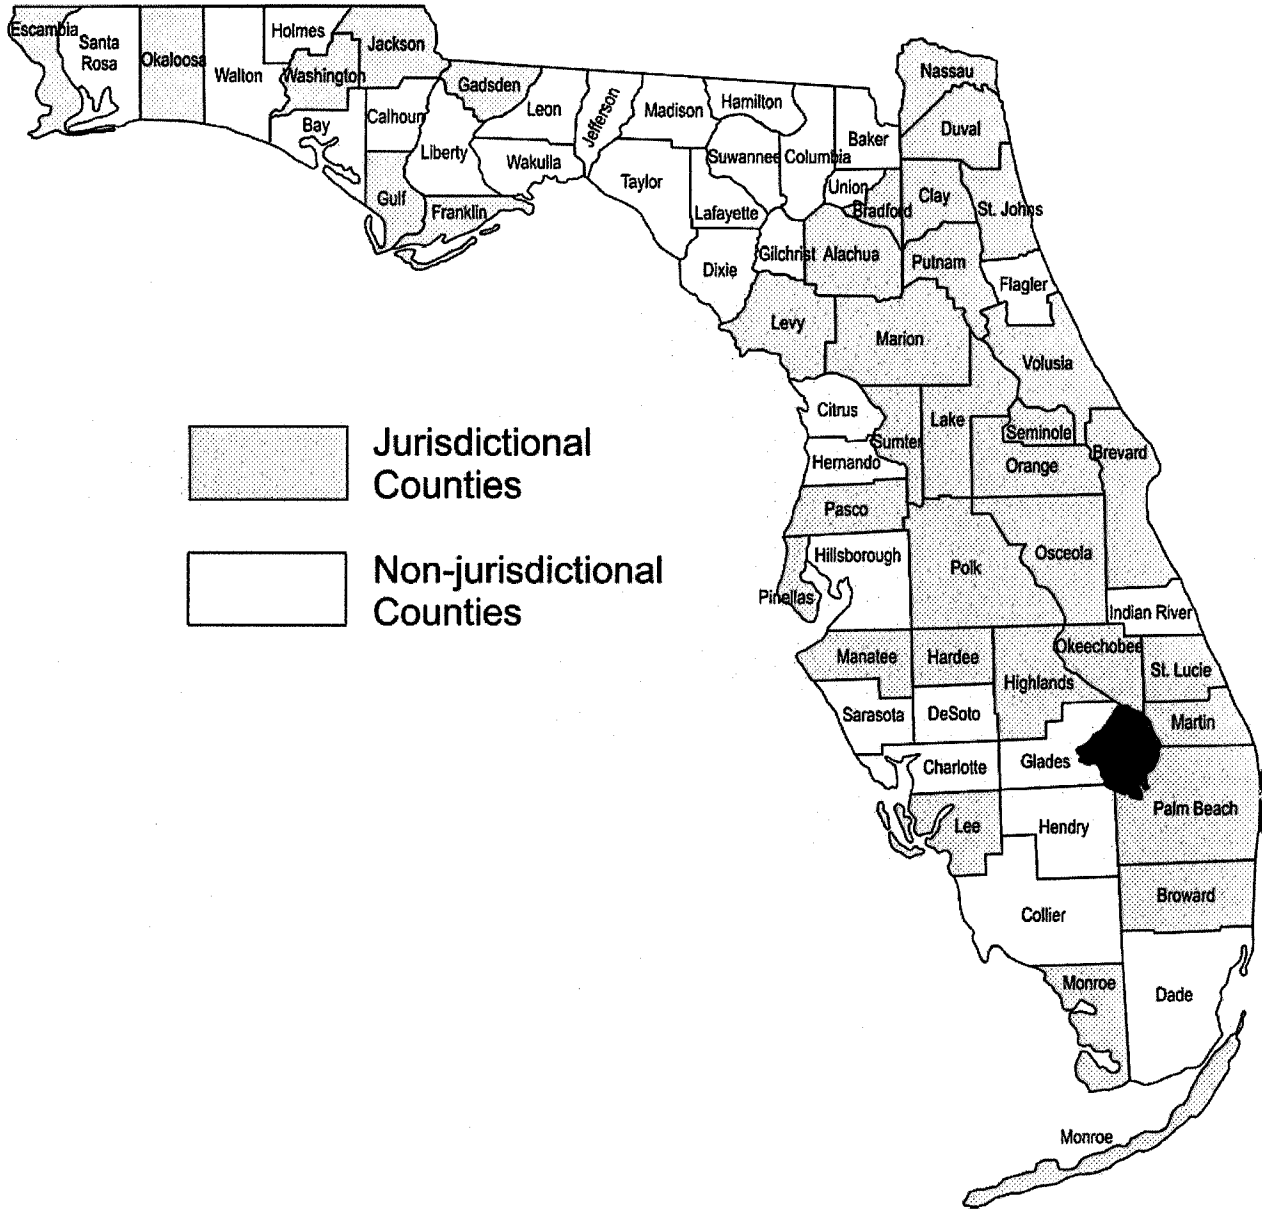 Escambia
Santa
Rosa
Okaloosa
Walton
Holmes
Washington
Jackson
Bay
Calhoun
Gulf
Liberty
Gadsden
Franklin
Leon
Wakulla
Jefferson
Madison
Taylor
Hamilton
Suwannee
Lafayette
Dixie
Columbia
Gilchrist
Baker
Union
Bradford
Alachua
Nassau
Duval
Clay
St. Johns
Putnam
Flagler
Levy
Marion
Volusia
Citrus
Sumter
Lake
Seminole
Orange
Brevard
Hernando
Pasco
Hillsborough
Pinellas
Polk
Osceola
Indian River
Manatee
Hardee
Highlands
Okeechobee
St. Lucie
Sarasota
DeSoto
Martin
Charlotte
Glades
Lee
Hendry
Palm Beach
Collier
Broward
Monroe
Dade
Monroe
Jurisdictional
Counties
Non-jurisdictional
Counties